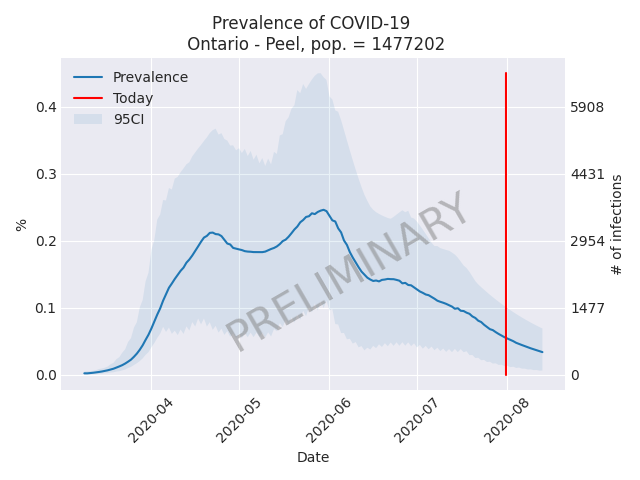 Prevalence of COVID-19
Ontario - Peel, pop. = 1477202
Prevalence
Today
95CI
PRELIMINARY
%
0.4
0.3
0.2
0.1
0.0
5908
4431
2954
1477
0
# of infections
2020-04
2020-05
2020-06
2020-07
2020-08
Date